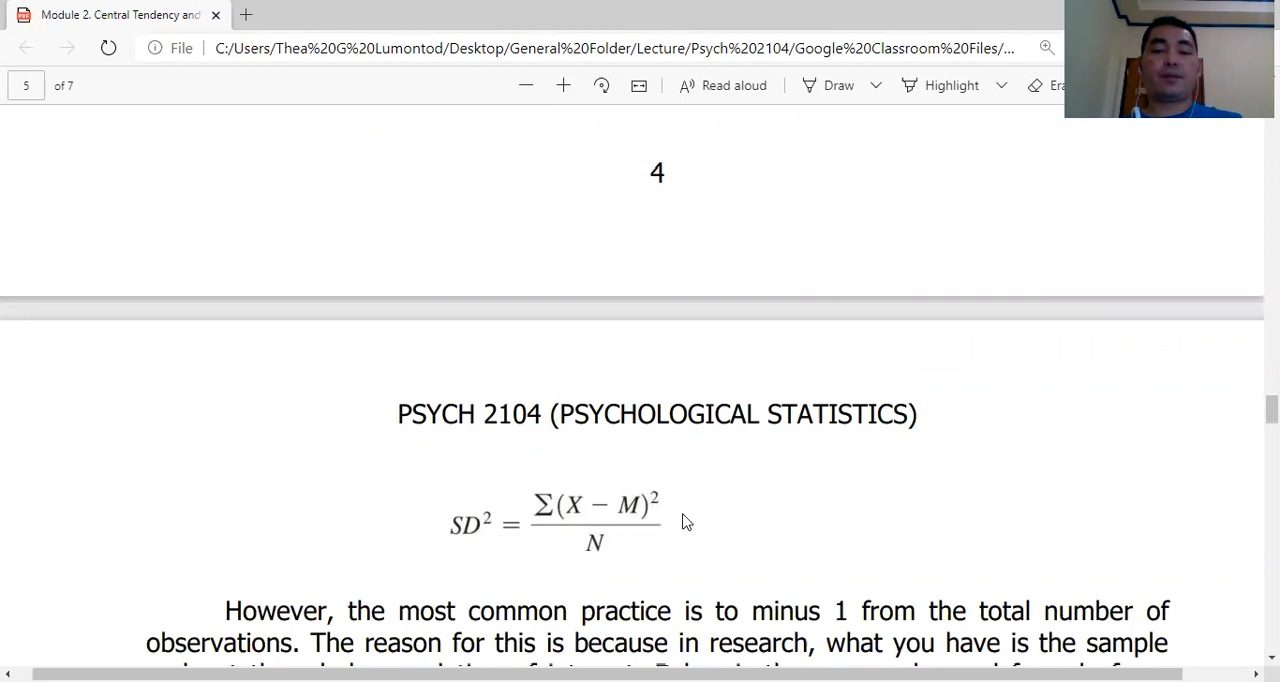 Module 2. Central Tendency and
File C:/Users/Thea%20G%20Lumontod/Desktop/General%20Folder/Lecture/Psych%202104/Google%20Classroom%20Files/...
5 of 7 Read aloud Draw Highlight
4
PSYCH 2104 (PSYCHOLOGICAL STATISTICS)
SD² = Σ(X − M)² / N
However, the most common practice is to minus 1 from the total number of
observations. The reason for this is because in research, what you have is the sample